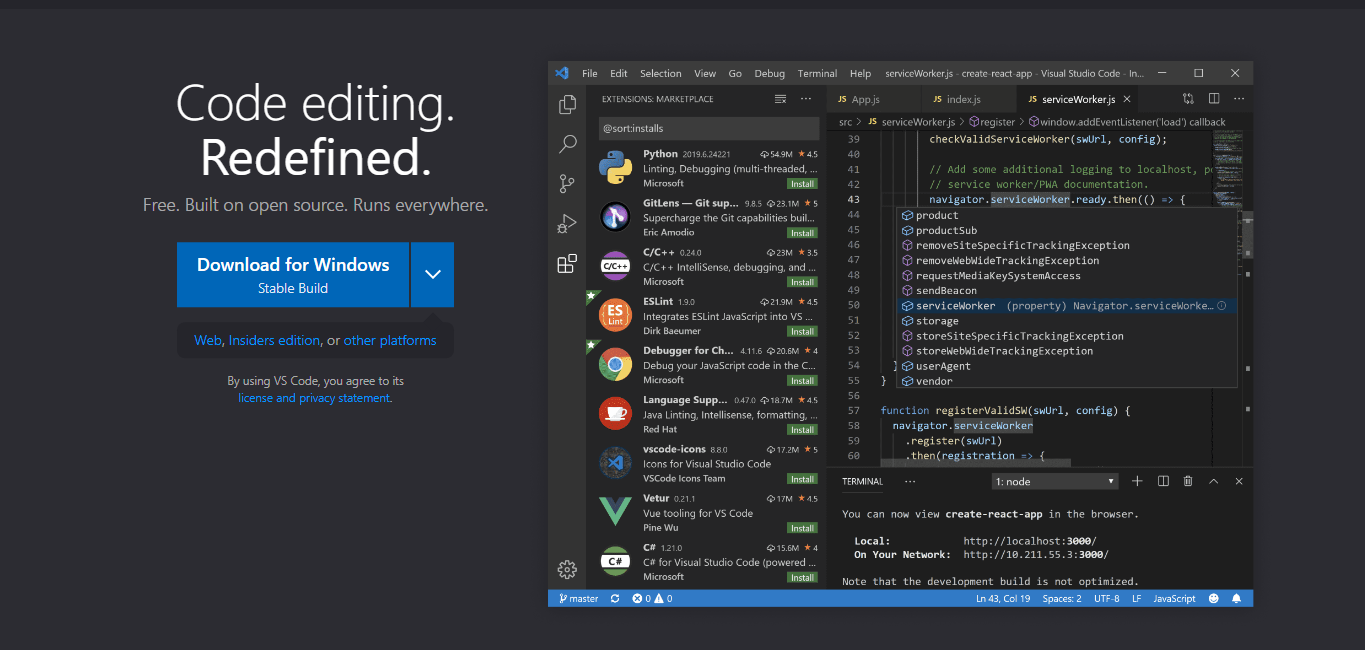 Code editing.
Redefined.
Free. Built on open source. Runs everywhere.
Download for Windows
Stable Build
Web, Insiders edition, or other platforms
By using VS Code, you agree to its
license and privacy statement.
File Edit Selection View Go Debug Terminal Help serviceWorker.js - create-react-app - Visual Studio Code - In...
EXTENSIONS: MARKETPLACE
@sort:installs
Python 2019.6.24221 54.9M 4.5
Linting, Debugging (multi-threaded, ...
Microsoft Install
GitLens — Git sup... 9.8.5 23.1M 5
Supercharge the Git capabilities buil...
Eric Amodio Install
C/C++ C/C++ 0.24.0 23M 3.5
C/C++ IntelliSense, debugging, and ...
Microsoft Install
ES
Lint
ESLint 1.9.0 21.9M 4.5
Integrates ESLint JavaScript into VS ...
Dirk Baeumer Install
Debugger for Ch... 4.11.6 20.6M 4
Debug your JavaScript code in the C...
Microsoft Install
Language Supp... 0.47.0 18.7M 4.5
Java Linting, Intellisense, formatting, ...
Red Hat Install
vscode-icons 8.8.0 17.2M 5
Icons for Visual Studio Code
VSCode Icons Team Install
Vetur 0.21.1 17M 4.5
Vue tooling for VS Code
Pine Wu Install
C# C# 1.21.0 15.6M 4
C# for Visual Studio Code (powered ...
Microsoft Install
JS App.js JS index.js JS serviceWorker.js
src > JS serviceWorker.js > register > window.addEventListener('load') callback
39 checkValidServiceWorker(swUrl, config);
40
41 // Add some additional logging to localhost, p
42 // service worker/PWA documentation.
43 navigator.serviceWorker.ready.then(() => {
44 product
45 productSub
46 removeSiteSpecificTrackingException
47 removeWebWideTrackingException
48 requestMediaKeySystemAccess
49 sendBeacon
50 serviceWorker (property) Navigator.serviceWorke...
51 storage
52 storeSiteSpecificTrackingException
53 storeWebWideTrackingException
54 } userAgent
55 } vendor
56
57 function registerValidSW(swUrl, config) {
58 navigator.serviceWorker
59 .register(swUrl)
60 .then(registration => {
TERMINAL ... 1: node
You can now view create-react-app in the browser.
Local: http://localhost:3000/
On Your Network: http://10.211.55.3:3000/
Note that the development build is not optimized.
master 0 0 Ln 43, Col 19 Spaces: 2 UTF-8 LF JavaScript